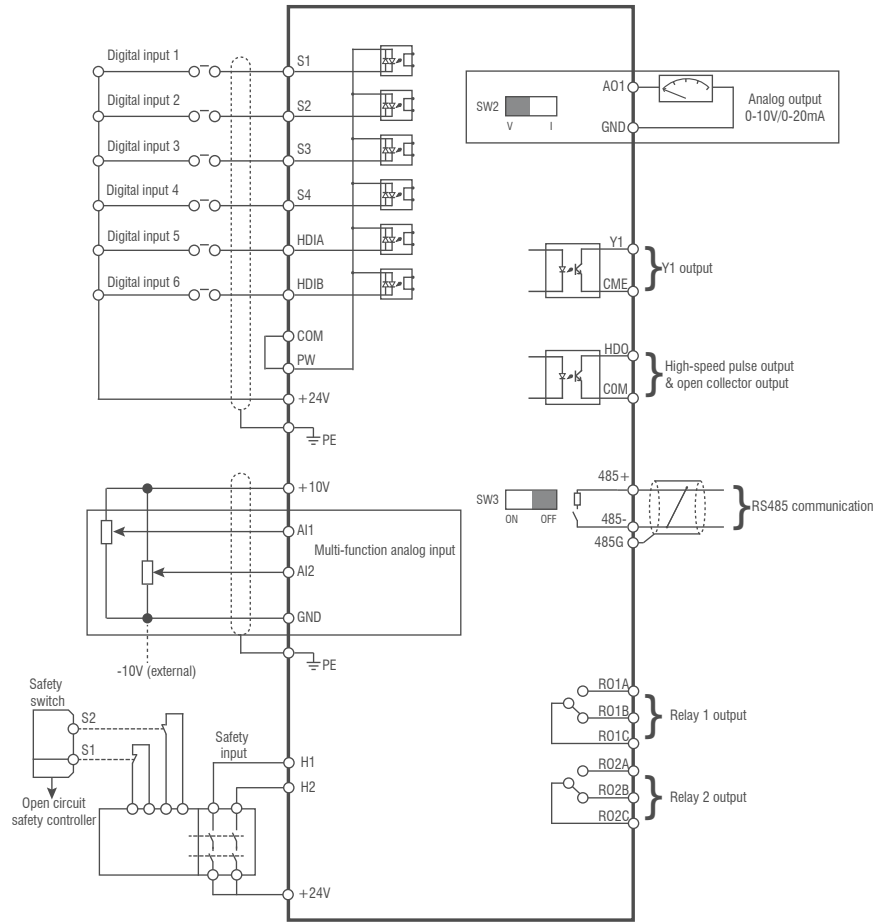 Digital input 1
S1
Digital input 2
S2
Digital input 3
S3
Digital input 4
S4
Digital input 5
HDIA
Digital input 6
HDIB
COM
PW
+24V
PE
+10V
AI1
Multi-function analog input
AI2
GND
PE
-10V (external)
Safety
switch
S2
S1
Open circuit
safety controller
Safety
input
H1
H2
+24V
AO1
SW2
V
I
GND
Analog output
0-10V/0-20mA
Y1
CME
Y1 output
HDO
COM
High-speed pulse output
& open collector output
485+
SW3
ON
OFF
485-
485G
RS485 communication
RO1A
RO1B
RO1C
Relay 1 output
RO2A
RO2B
RO2C
Relay 2 output